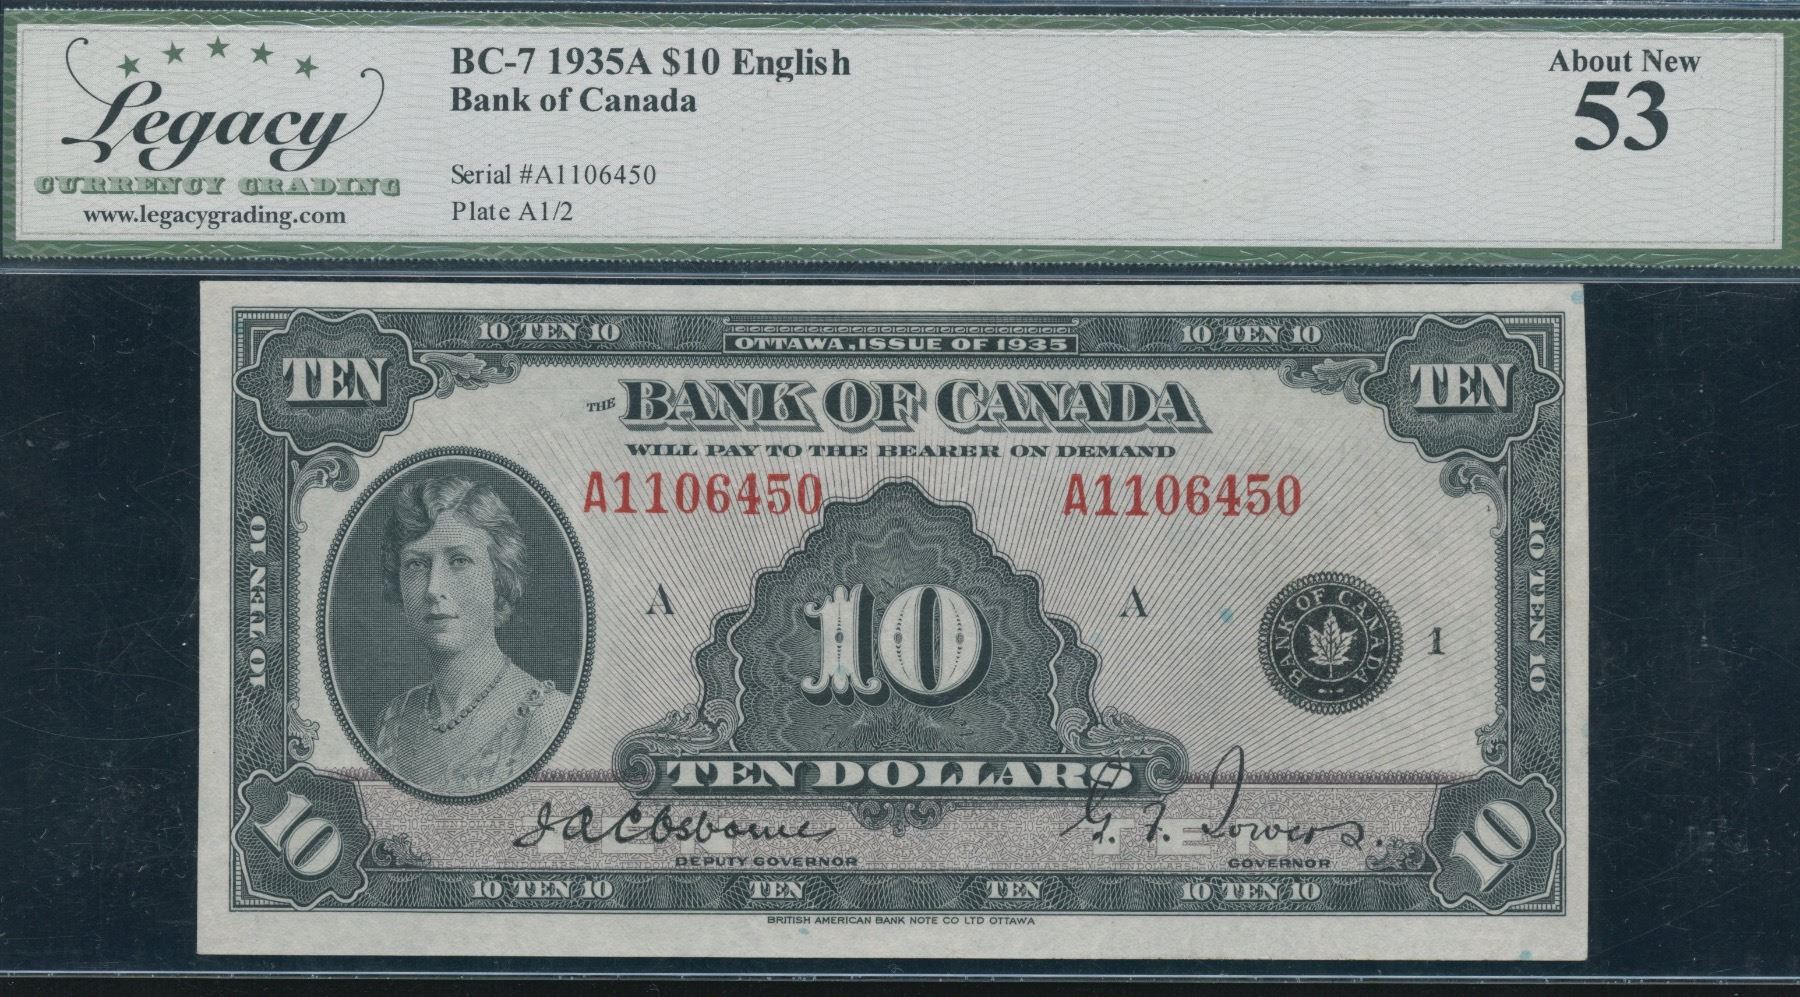 Legacy
CURRENCY GRADING
www.legacygrading.com
BC-7 1935A $10 English
Bank of Canada
Serial #A1106450
Plate A1/2
About New
53
10 TEN 10
OTTAWA, ISSUE OF 1935
10 TEN 10
TEN
TEN
THE BANK OF CANADA
WILL PAY TO THE BEARER ON DEMAND
A1106450
A1106450
10 TEN 10
10 TEN 10
A
10
A
BANK OF CANADA
1
TEN DOLLARS
10
J A C Osborne
TEN
DEPUTY GOVERNOR
G. F. Towers.
TEN
GOVERNOR
10
10 TEN 10
TEN
TEN
10 TEN 10
BRITISH AMERICAN BANK NOTE CO LTD OTTAWA